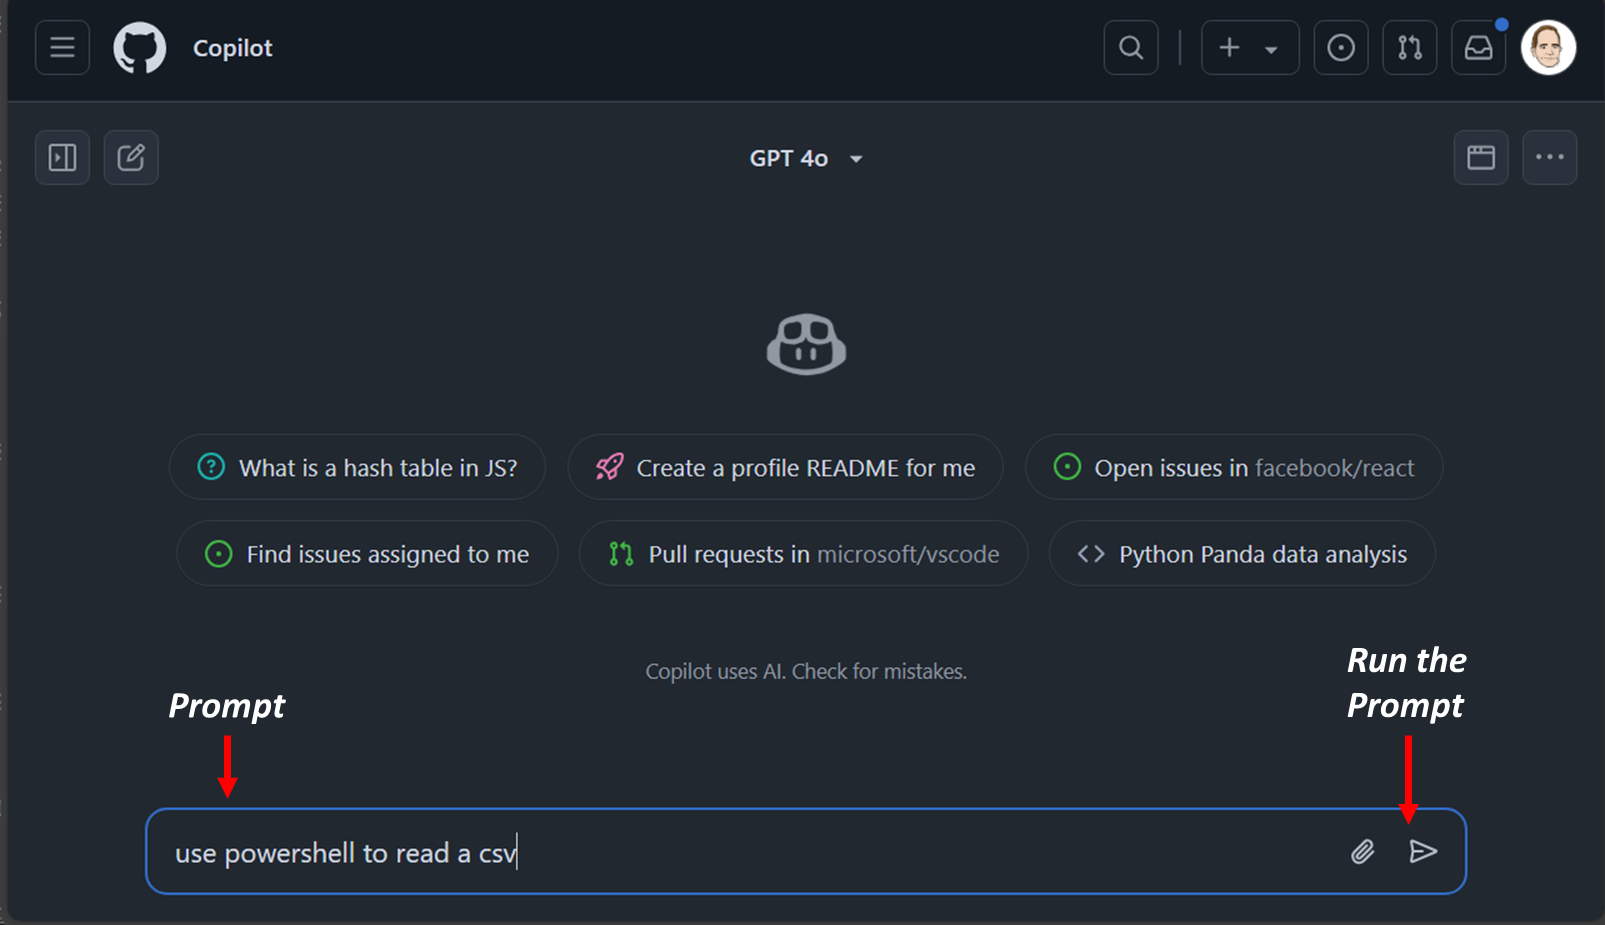 Copilot
GPT 4o
What is a hash table in JS?
Create a profile README for me
Open issues in facebook/react
Find issues assigned to me
Pull requests in microsoft/vscode
Python Panda data analysis
Copilot uses AI. Check for mistakes.
Prompt
Run the
Prompt
use powershell to read a csv